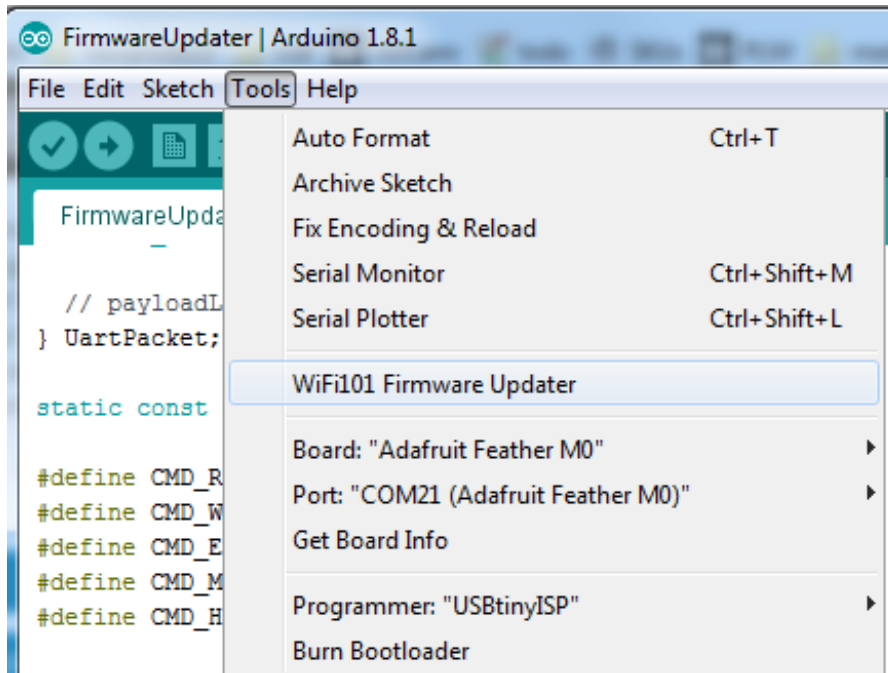 FirmwareUpdater | Arduino 1.8.1
File Edit Sketch Tools Help
Auto Format Ctrl+T
Archive Sketch
Fix Encoding & Reload
Serial Monitor Ctrl+Shift+M
Serial Plotter Ctrl+Shift+L
WiFi101 Firmware Updater
Board: "Adafruit Feather M0"
Port: "COM21 (Adafruit Feather M0)"
Get Board Info
Programmer: "USBtinyISP"
Burn Bootloader
FirmwareUpda
// payloadL
} UartPacket;
static const
#define CMD_R
#define CMD_W
#define CMD_E
#define CMD_M
#define CMD_H